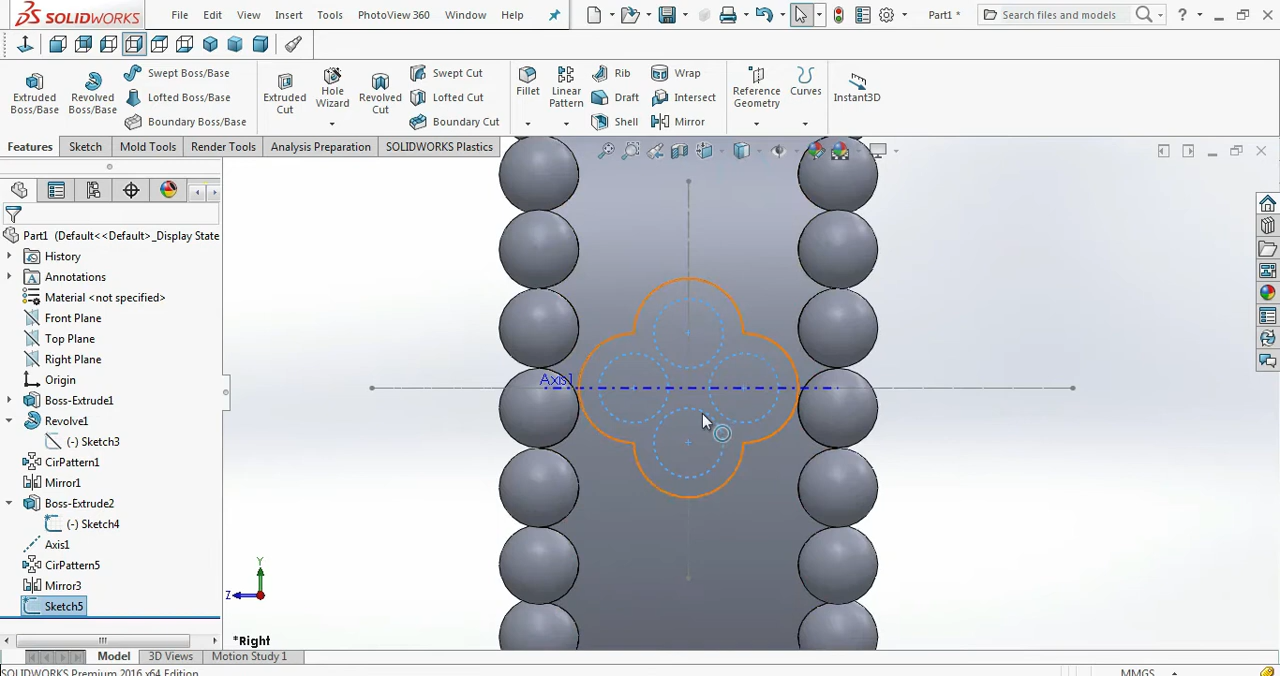 SOLIDWORKS File Edit View Insert Tools PhotoView 360 Window Help Part1 * Search files and models ?
Extruded Boss/Base
Revolved Boss/Base
Swept Boss/Base
Lofted Boss/Base
Boundary Boss/Base
Extruded Cut
Hole Wizard
Revolved Cut
Swept Cut
Lofted Cut
Boundary Cut
Fillet
Linear Pattern
Rib
Draft
Shell
Wrap
Intersect
Mirror
Reference Geometry
Curves
Instant3D
Features Sketch Mold Tools Render Tools Analysis Preparation SOLIDWORKS Plastics
Part1 (Default<<Default>_Display State
History
Annotations
Material <not specified>
Front Plane
Top Plane
Right Plane
Origin
Boss-Extrude1
Revolve1
(-) Sketch3
CirPattern1
Mirror1
Boss-Extrude2
(-) Sketch4
Axis1
CirPattern5
Mirror3
Sketch5
Axis1
Y
Z
*Right
Model 3D Views Motion Study 1
SOLIDWORKS Premium 2016 x64 Edition MMGS